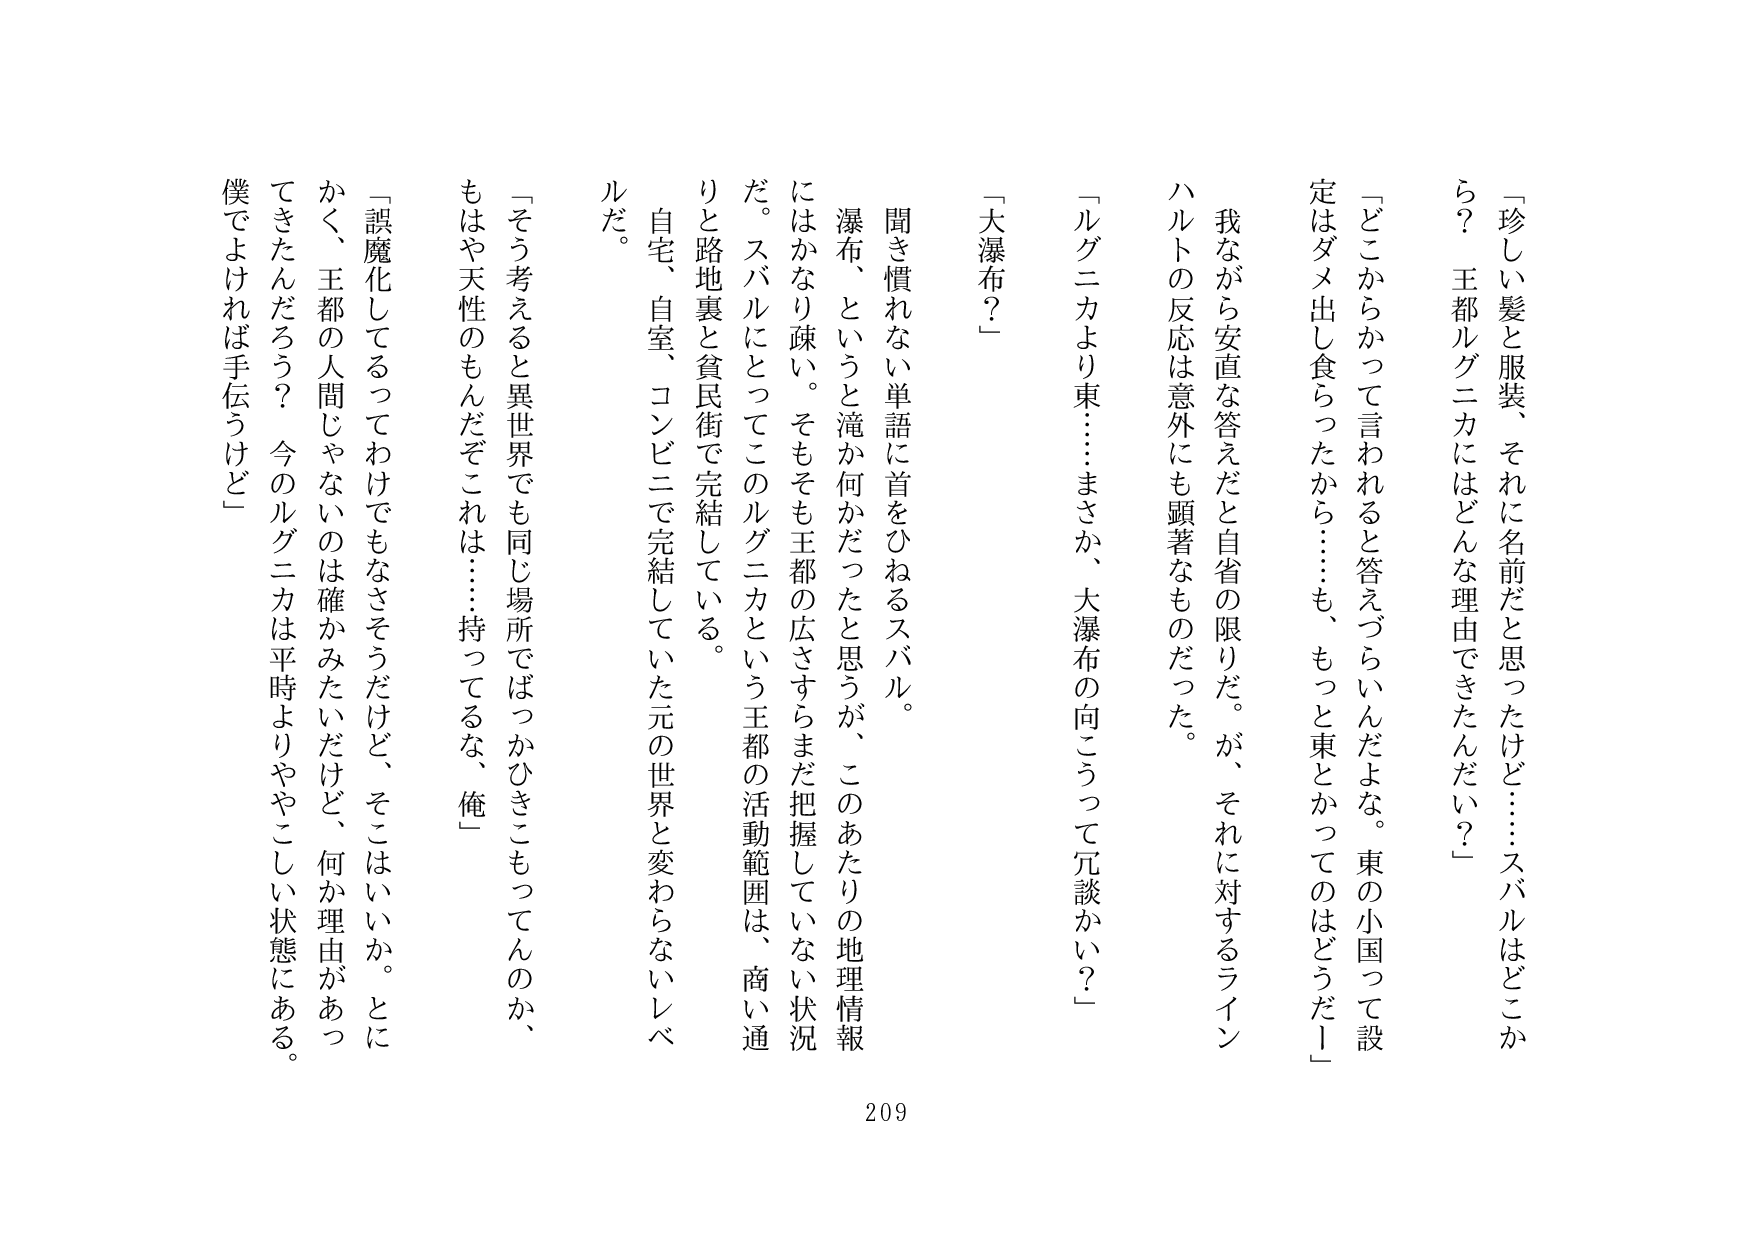 「珍しい髪と服装、それに名前だと思ったけど……スバルはどこか
ら？　王都ルグニカにはどんな理由できたんだい？」
「どこからかって言われると答えづらいんだよな。東の小国って設
定はダメ出し食らったから……も、もっと東とかってのはどうだー」
　我ながら安直な答えだと自省の限りだ。が、それに対するライン
ハルトの反応は意外にも顕著なものだった。
「ルグニカより東……まさか、大瀑布の向こうって冗談かい？」
「大瀑布？」
　聞き慣れない単語に首をひねるスバル。
　瀑布、というと滝か何かだったと思うが、このあたりの地理情報
にはかなり疎い。そもそも王都の広さすらまだ把握していない状況
だ。スバルにとってこのルグニカという王都の活動範囲は、商い通
りと路地裏と貧民街で完結している。
　自宅、自室、コンビニで完結していた元の世界と変わらないレベ
ルだ。
「そう考えると異世界でも同じ場所でばっかひきこもってんのか、
もはや天性のもんだぞこれは……持ってるな、俺」
「誤魔化してるってわけでもなさそうだけど、そこはいいか。とに
かく、王都の人間じゃないのは確かみたいだけど、何か理由があっ
てきたんだろう？　今のルグニカは平時よりややこしい状態にある。
僕でよければ手伝うけど」
209